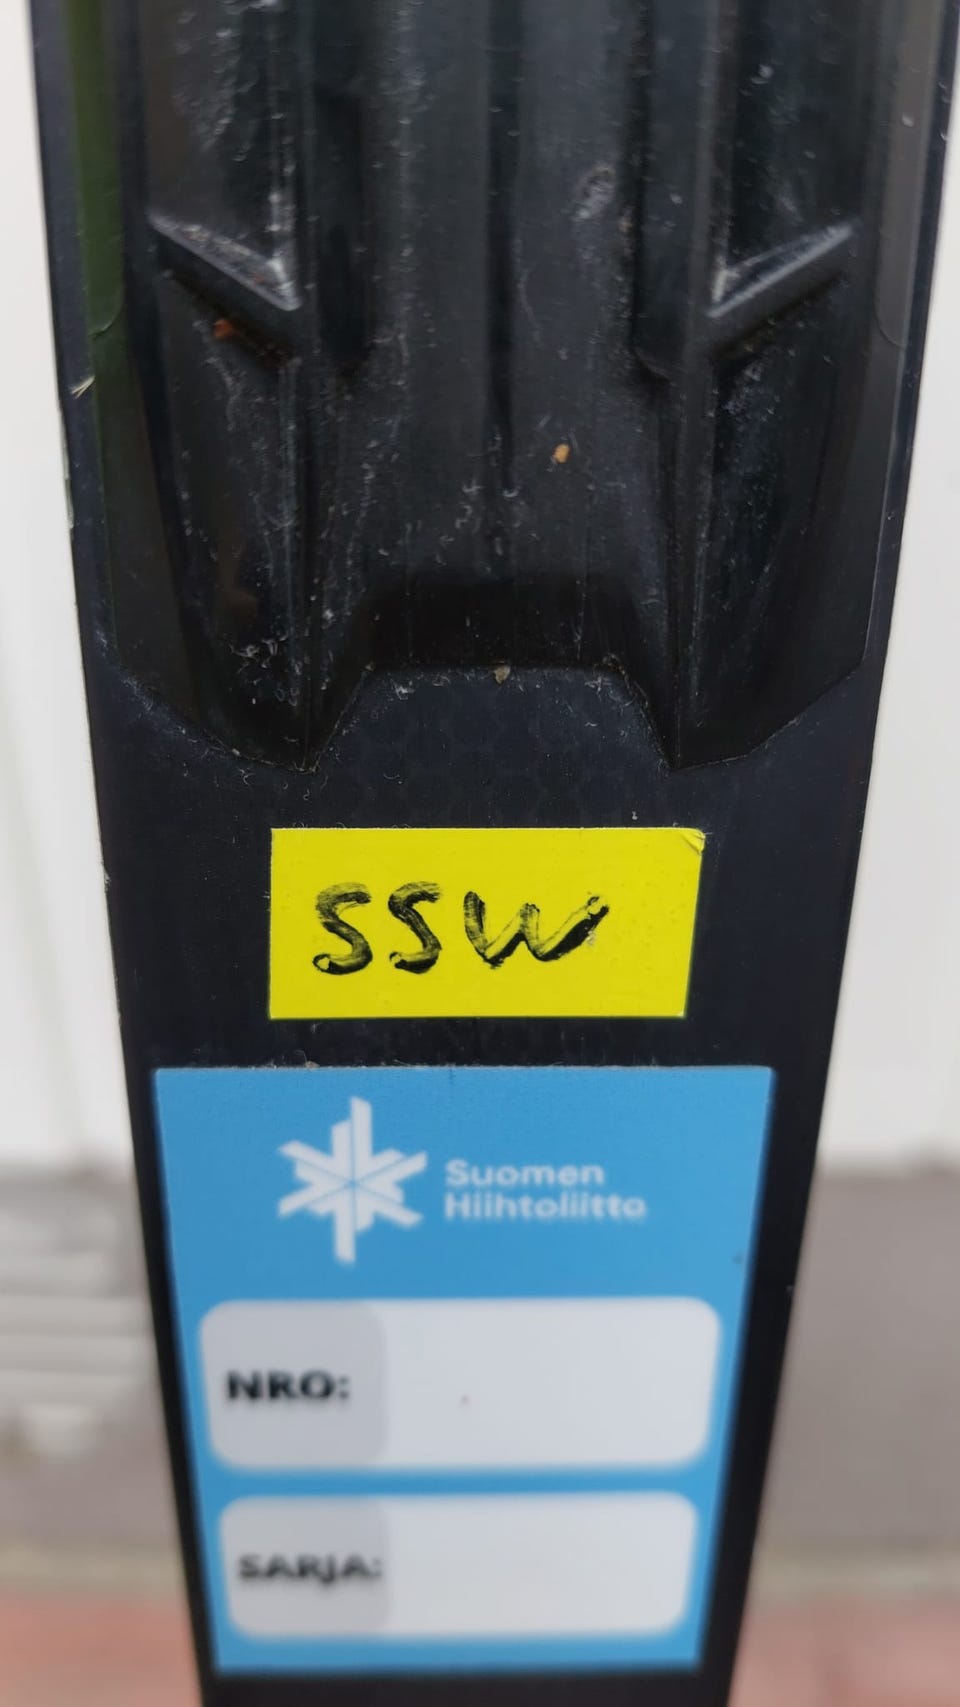 SSW
Suomen
Hiihtoliitto
NRO:
SARJA: